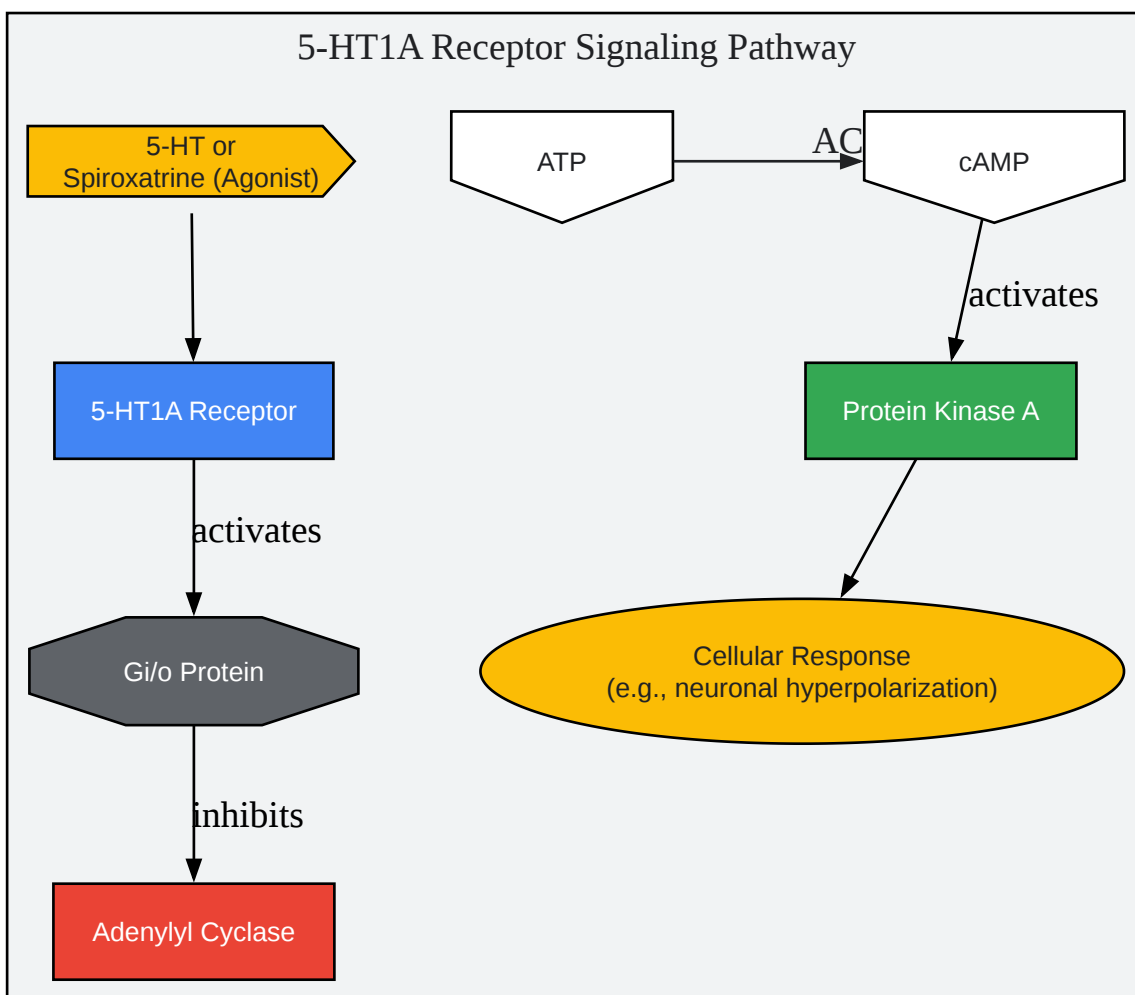 5-HT1A Receptor Signaling Pathway
5-HT or
Spiroxatrine (Agonist)
5-HT1A Receptor
activates
Gi/o Protein
inhibits
Adenylyl Cyclase
ATP
AC
cAMP
activates
Protein Kinase A
Cellular Response
(e.g., neuronal hyperpolarization)